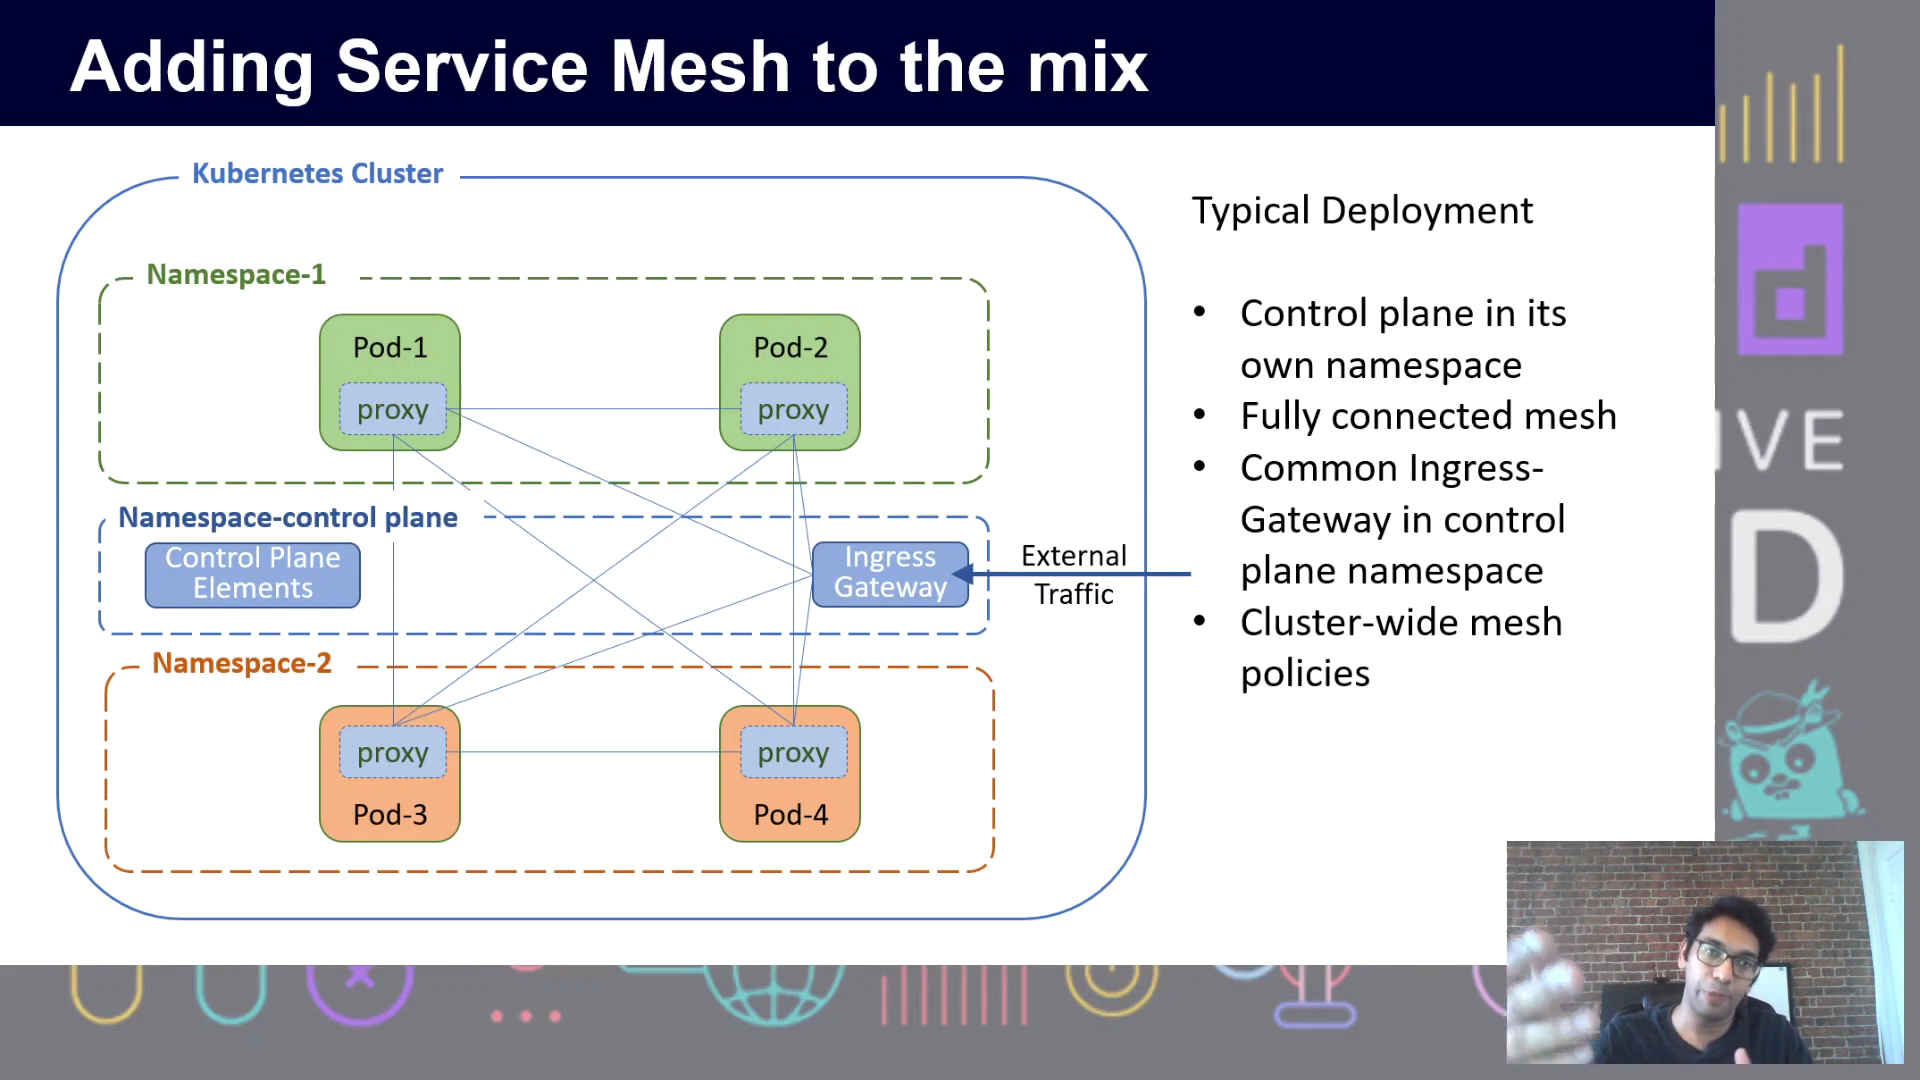 Adding Service Mesh to the mix
Kubernetes Cluster
Namespace-1
Pod-1
Pod-2
proxy
proxy
Namespace-control plane
Control Plane
Elements
Ingress
Gateway
External
Traffic
Namespace-2
proxy
proxy
Pod-3
Pod-4
Typical Deployment
• Control plane in its
own namespace
• Fully connected mesh
• Common Ingress-
Gateway in control
plane namespace
• Cluster-wide mesh
policies
d
IVE
D